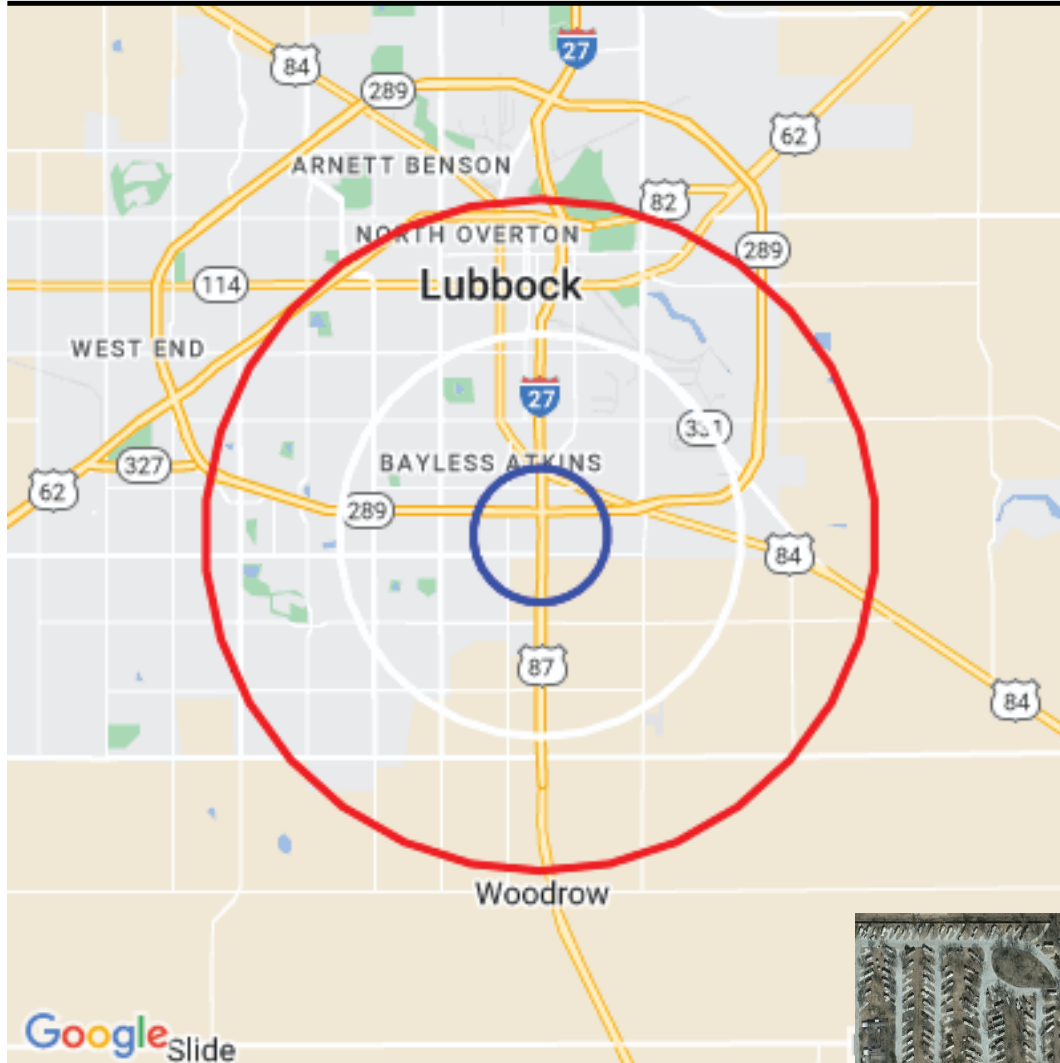 27
84
289
62
ARNETT BENSON
82
NORTH OVERTON
289
114
Lubbock
WEST END
27
331
BAYLESS ATKINS
327
62
289
84
87
84
Woodrow
Google
Slide